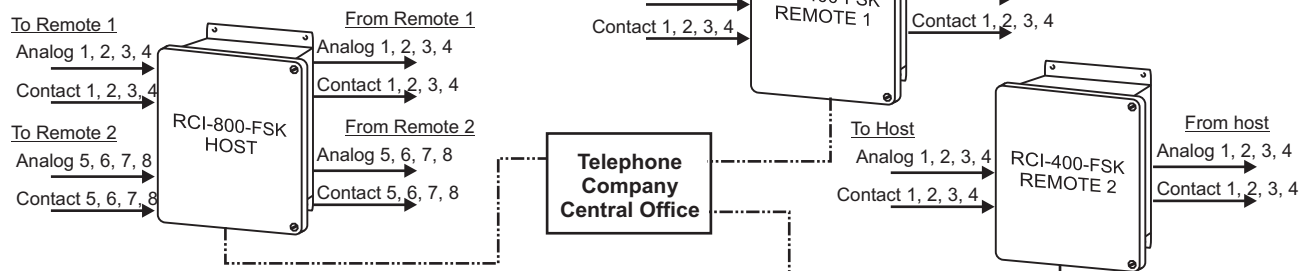 To Remote 1
Analog 1, 2, 3, 4
Contact 1, 2, 3, 4
To Remote 2
Analog 5, 6, 7, 8
Contact 5, 6, 7, 8
RCI-800-FSK
HOST
From Remote 1
Analog 1, 2, 3, 4
Contact 1, 2, 3, 4
From Remote 2
Analog 5, 6, 7, 8
Contact 5, 6, 7, 8
Telephone
Company
Central Office
Contact 1, 2, 3, 4
REMOTE 1
Contact 1, 2, 3, 4
To Host
Analog 1, 2, 3, 4
Contact 1, 2, 3, 4
RCI-400-FSK
REMOTE 2
From host
Analog 1, 2, 3, 4
Contact 1, 2, 3, 4